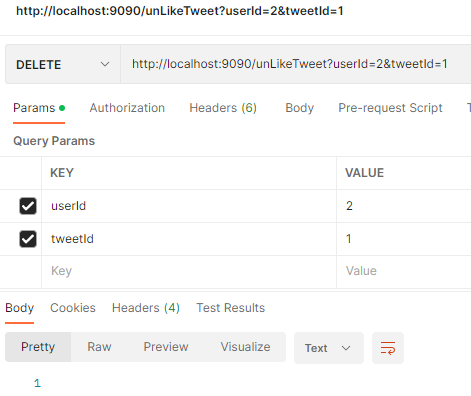 http://localhost:9090/unLikeTweet?userId=2&tweetId=1
DELETE http://localhost:9090/unLikeTweet?userId=2&tweetId=1
Params Authorization Headers (6) Body Pre-request Script
Query Params
KEY VALUE
userId 2
tweetId 1
Key Value
Body Cookies Headers (4) Test Results
Pretty Raw Preview Visualize Text
1